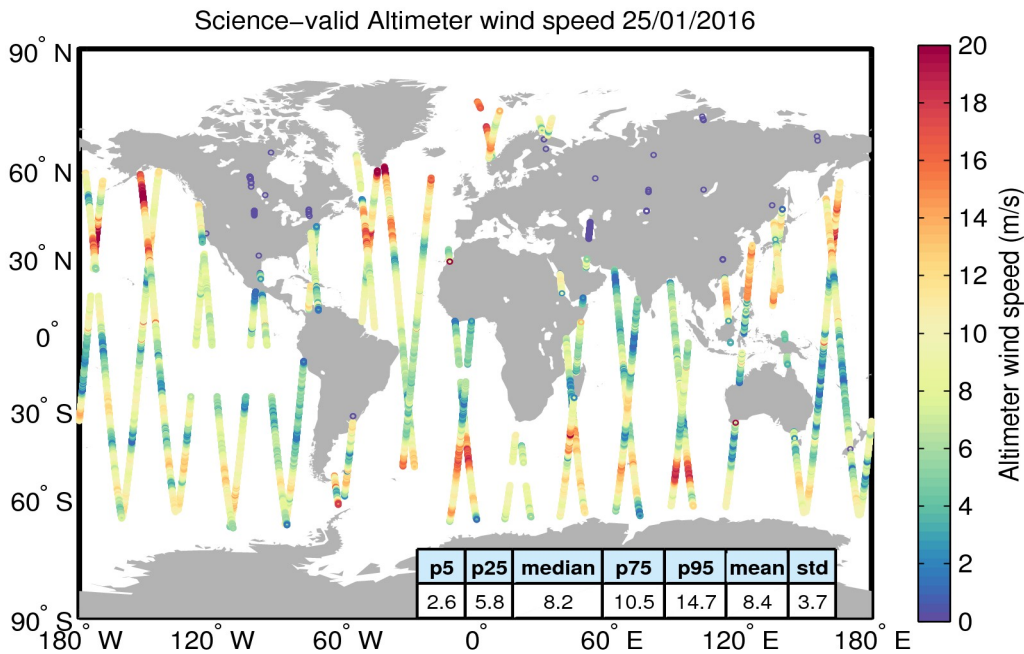 Science−valid Altimeter wind speed 25/01/2016
90° N
60° N
30° N
0°
30° S
60° S
90° S
180° W
120° W
60° W
0°
60° E
120° E
180° E
p5 p25 median p75 p95 mean std
2.6 5.8 8.2 10.5 14.7 8.4 3.7
20
18
16
14
12
10
8
6
4
2
0
Altimeter wind speed (m/s)